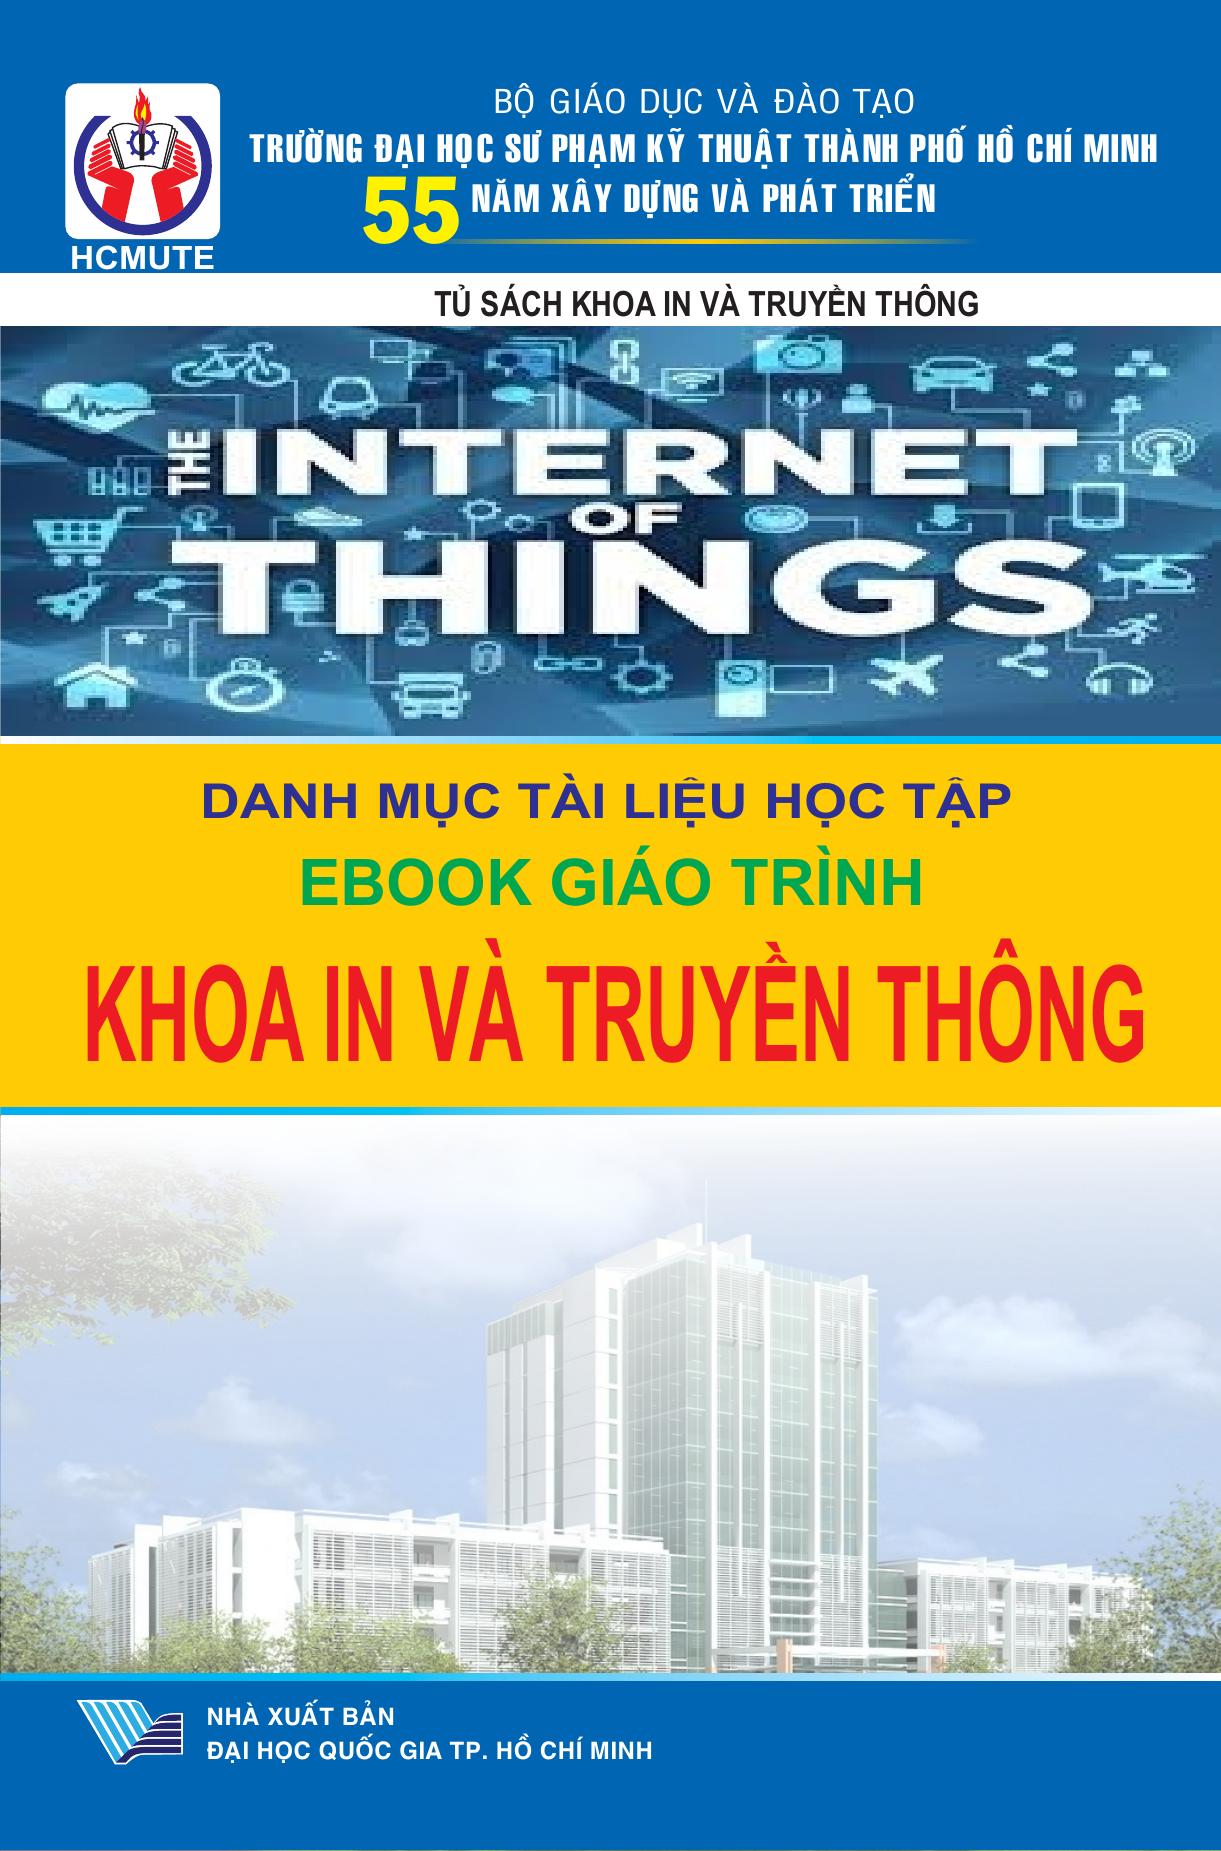 BỘ GIÁO DỤC VÀ ĐÀO TẠO
TRƯỜNG ĐẠI HỌC SƯ PHẠM KỸ THUẬT THÀNH PHỐ HỒ CHÍ MINH
55 NĂM XÂY DỰNG VÀ PHÁT TRIỂN
HCMUTE
TỦ SÁCH KHOA IN VÀ TRUYỀN THÔNG
THE INTERNET
OF
THINGS
DANH MỤC TÀI LIỆU HỌC TẬP
EBOOK GIÁO TRÌNH
KHOA IN VÀ TRUYỀN THÔNG
NHÀ XUẤT BẢN
ĐẠI HỌC QUỐC GIA TP. HỒ CHÍ MINH